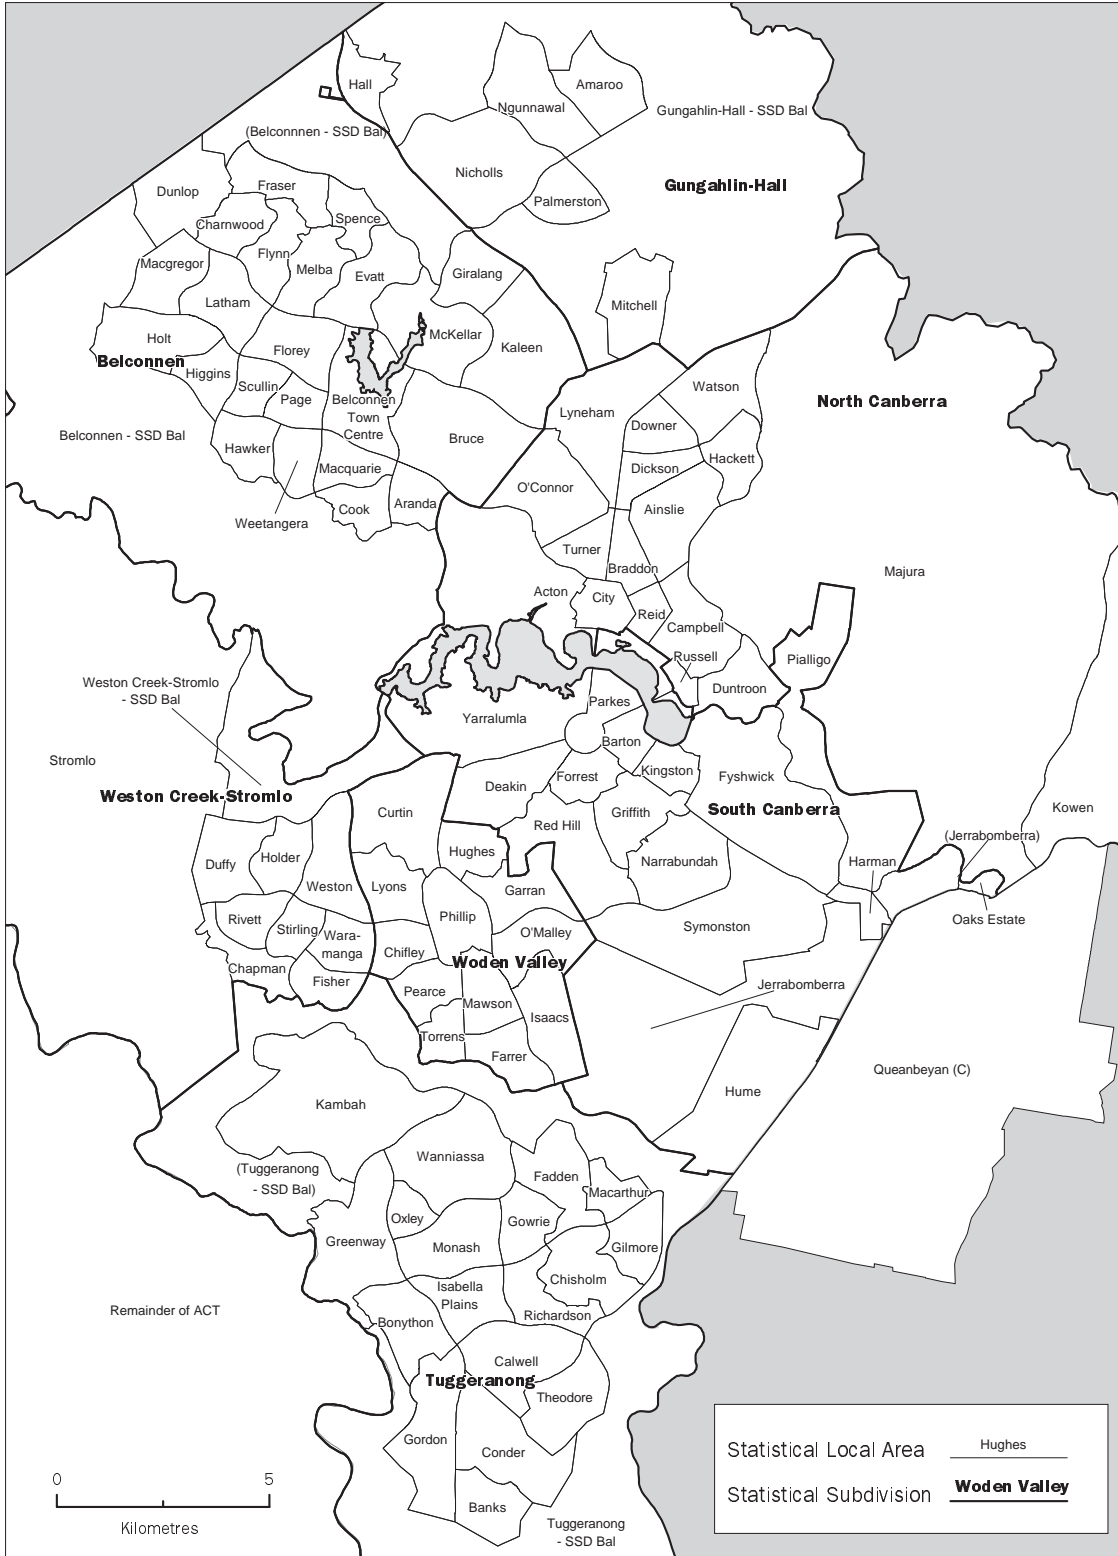 Hall
Amaroo
Ngunnawal
Gungahlin-Hall - SSD Bal
(Belconnnen - SSD Bal)
Nicholls
Gungahlin-Hall
Palmerston
Dunlop
Fraser
Charnwood
Spence
Flynn
Macgregor
Melba
Evatt
Giralang
Latham
Mitchell
Holt
McKellar
Kaleen
Belconnen
Florey
Higgins
Scullin
Page
Belconnen
Town
Centre
Watson
North Canberra
Lyneham
Downer
Belconnen - SSD Bal
Hawker
Bruce
Macquarie
Dickson
Hackett
O'Connor
Cook
Aranda
Ainslie
Weetangera
Turner
Braddon
Majura
Acton
City
Reid
Campbell
Russell
Pialligo
Duntroon
Weston Creek-Stromlo
- SSD Bal
Parkes
Yarralumla
Barton
Stromlo
Kingston
Forrest
Fyshwick
Deakin
Weston Creek-Stromlo
South Canberra
Kowen
Curtin
Griffith
Red Hill
(Jerrabomberra)
Hughes
Duffy
Holder
Narrabundah
Harman
Weston
Lyons
Garran
Rivett
Phillip
Stirling
Symonston
Oaks Estate
O'Malley
Wara-
manga
Chifley
Woden Valley
Chapman
Fisher
Pearce
Mawson
Jerrabomberra
Isaacs
Torrens
Farrer
Queanbeyan (C)
Hume
Kambah
Wanniassa
(Tuggeranong
- SSD Bal)
Fadden
Macarthur
Oxley
Gowrie
Greenway
Monash
Gilmore
Chisholm
Isabella
Plains
Remainder of ACT
Richardson
Bonython
Calwell
Tuggeranong
Theodore
Gordon
Conder
Banks
Tuggeranong
- SSD Bal
0 5
Kilometres
Statistical Local Area Hughes
Statistical Subdivision Woden Valley